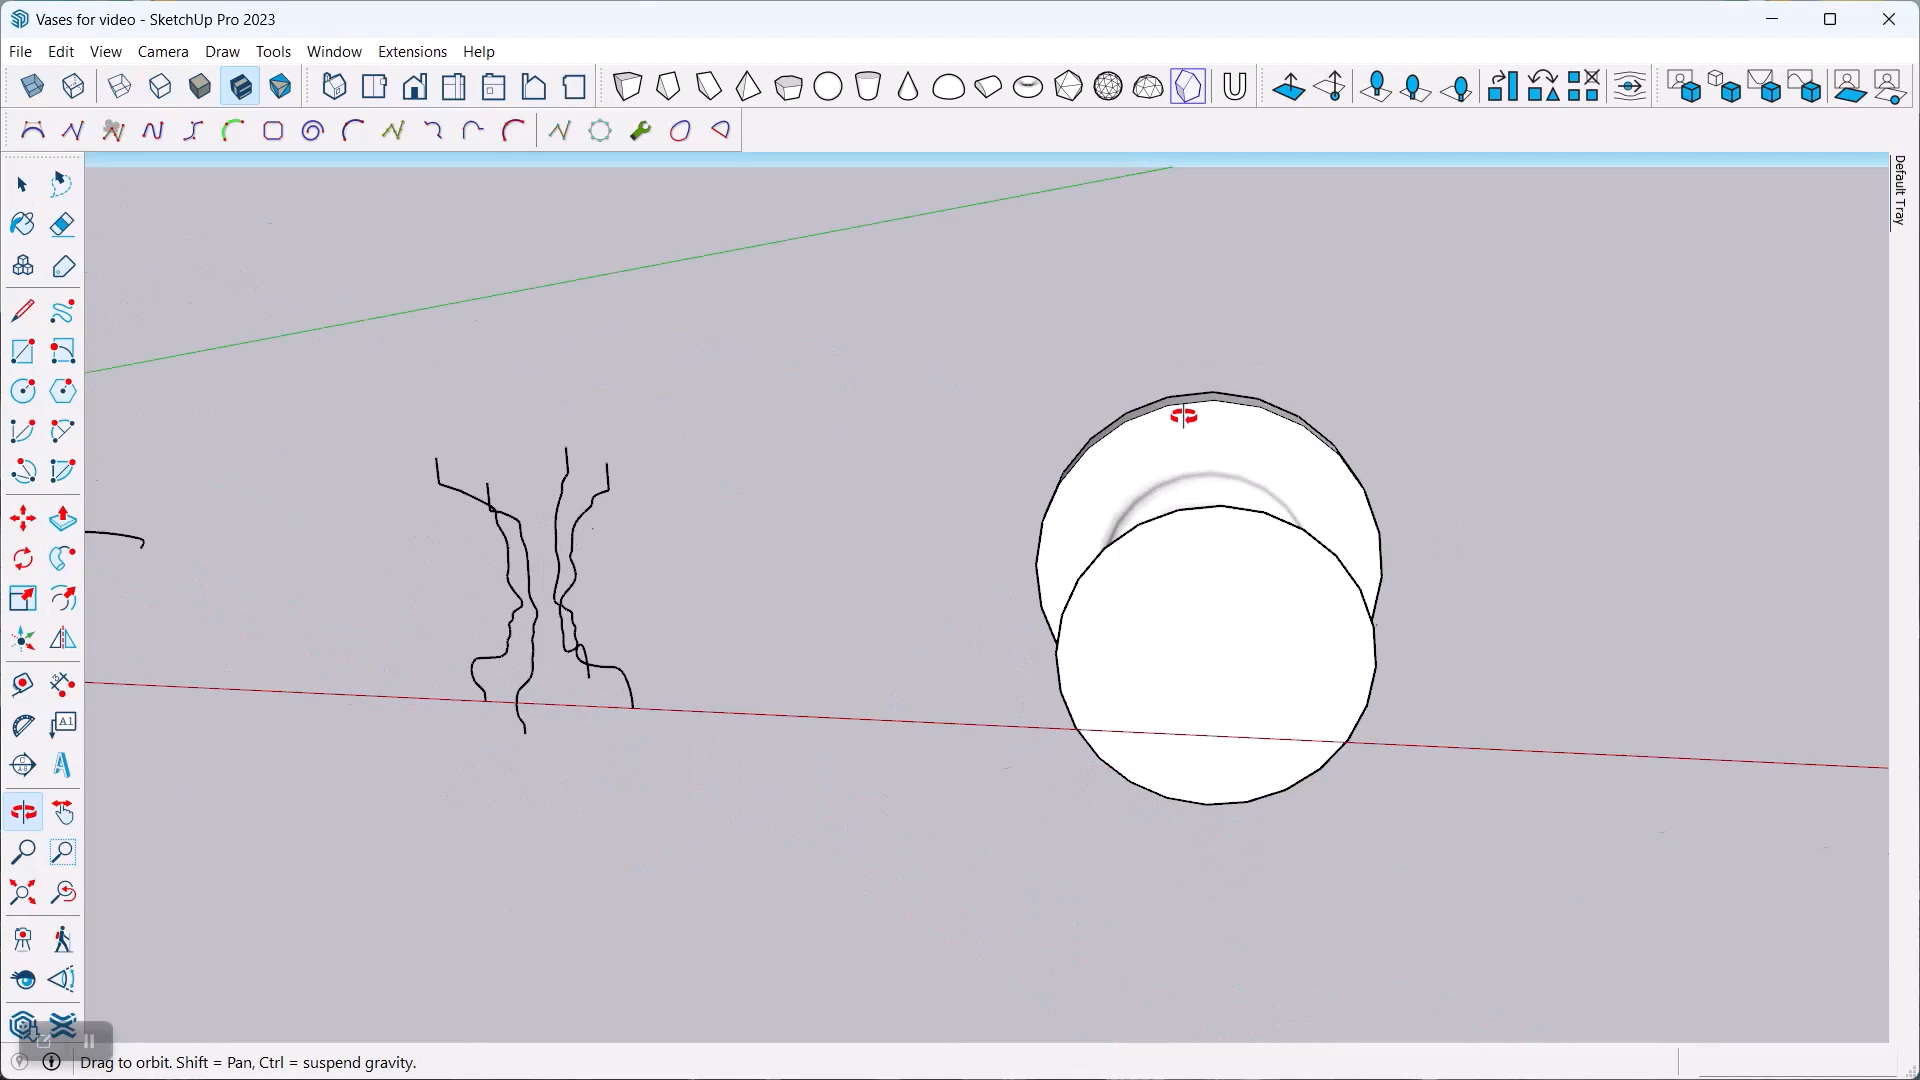 Vases for video - SketchUp Pro 2023
File Edit View Camera Draw Tools Window Extensions Help
Default Tray
A1
Drag to orbit. Shift = Pan, Ctrl = suspend gravity.